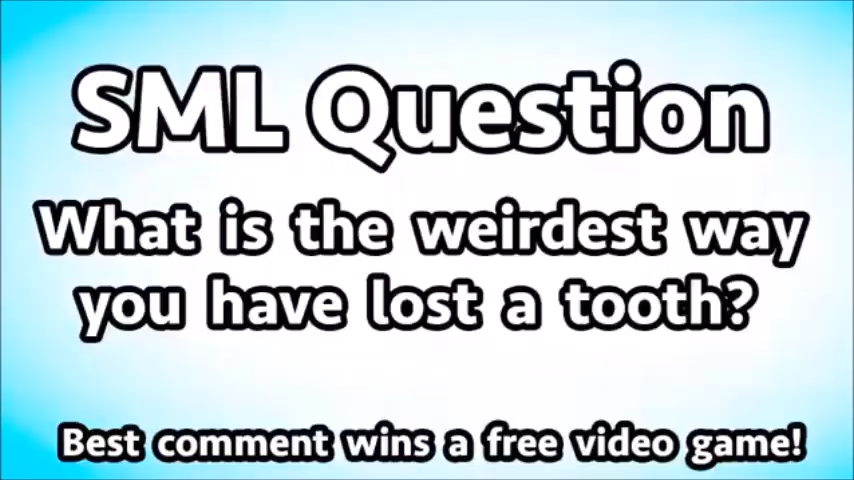 SML Question
What is the weirdest way
you have lost a tooth?
Best comment wins a free video game!